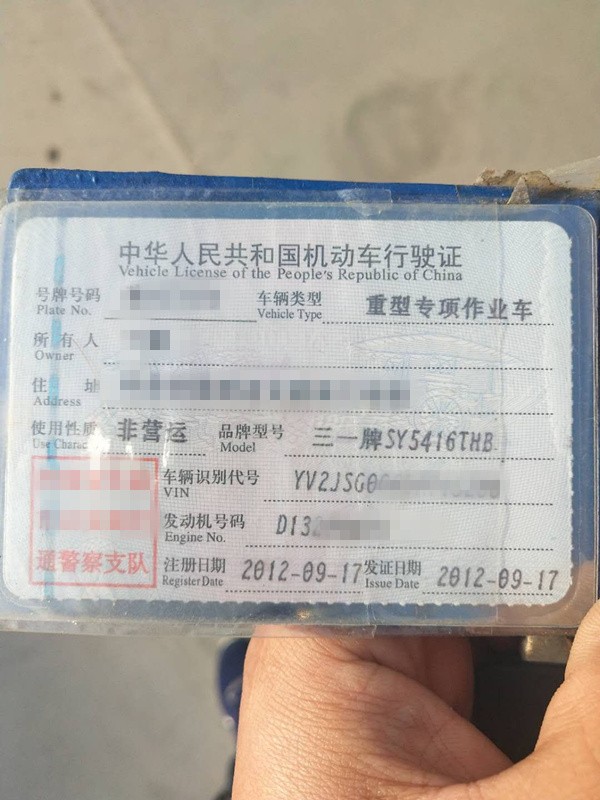 中华人民共和国机动车行驶证
Vehicle License of the People's Republic of China
号牌号码 车辆类型 重型专项作业车
Plate No. Vehicle Type
所有人
Owner
住址
Address
使用性质 非营运 品牌型号 三一牌SY5416THB
Use Charac Model
车辆识别代号 YV2JSG0
VIN
发动机号码 D13
Engine No.
通警察支队
注册日期 2012-09-17 发证日期 2012-09-17
Register Date Issue Date